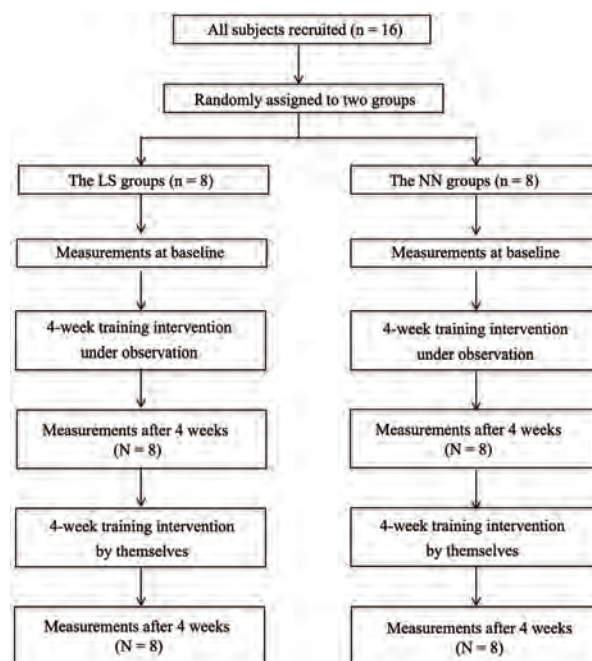 All subjects recruited (n = 16)
Randomly assigned to two groups
The LS groups (n = 8)
The NN groups (n = 8)
Measurements at baseline
Measurements at baseline
4-week training intervention
under observation
4-week training intervention
under observation
Measurements after 4 weeks
(N = 8)
Measurements after 4 weeks
(N = 8)
4-week training intervention
by themselves
4-week training intervention
by themselves
Measurements after 4 weeks
(N = 8)
Measurements after 4 weeks
(N = 8)